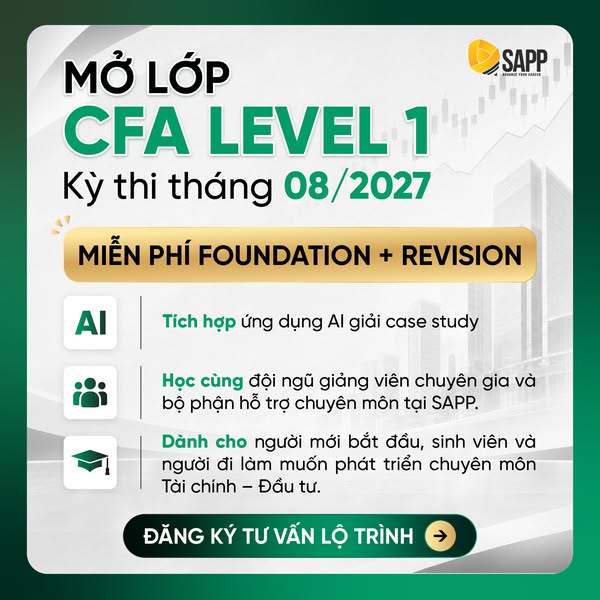 SAPP
ADVANCE YOUR CAREER
MỞ LỚP
CFA LEVEL 1
Kỳ thi tháng 08/2027
MIỄN PHÍ FOUNDATION + REVISION
AI
Tích hợp ứng dụng AI giải case study
Học cùng đội ngũ giảng viên chuyên gia và
bộ phận hỗ trợ chuyên môn tại SAPP.
Dành cho người mới bắt đầu, sinh viên và
người đi làm muốn phát triển chuyên môn
Tài chính – Đầu tư.
ĐĂNG KÝ TƯ VẤN LỘ TRÌNH